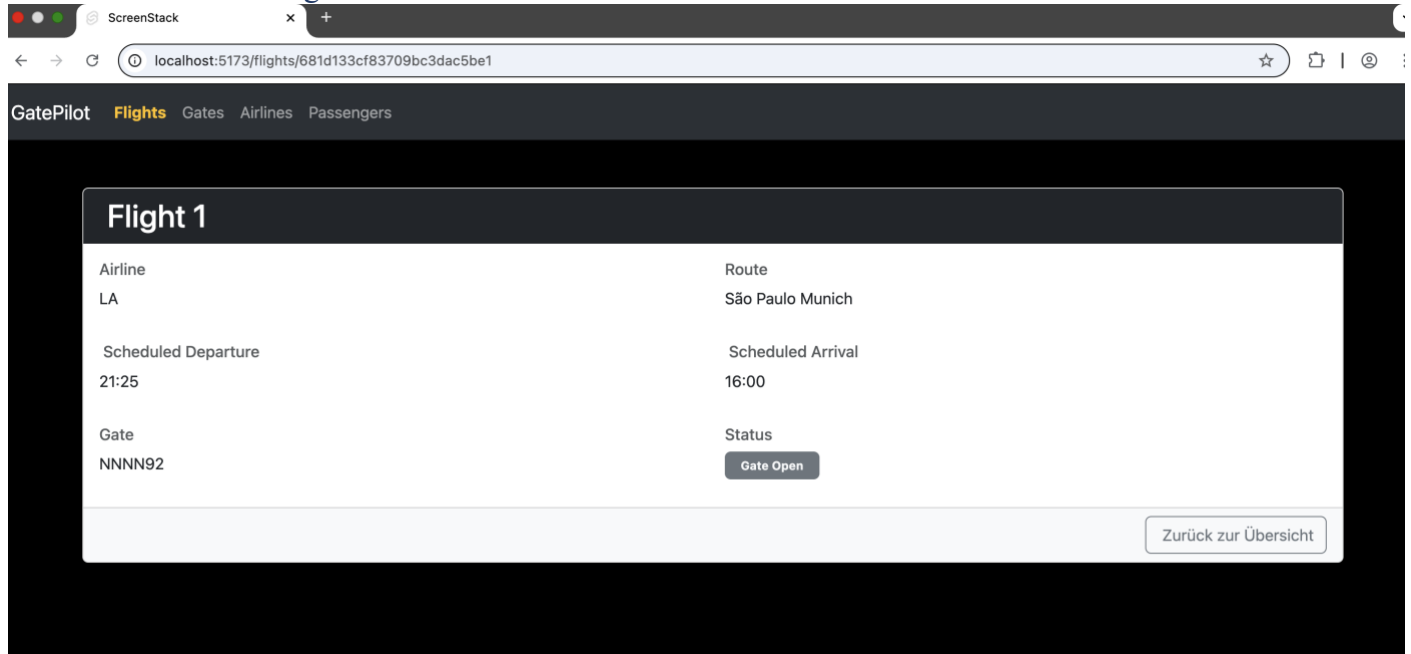 ScreenStack
localhost:5173/flights/681d133cf83709bc3dac5be1
GatePilot Flights Gates Airlines Passengers
Flight 1
Airline Route
LA São Paulo Munich
Scheduled Departure Scheduled Arrival
21:25 16:00
Gate Status
NNNN92 Gate Open
Zurück zur Übersicht